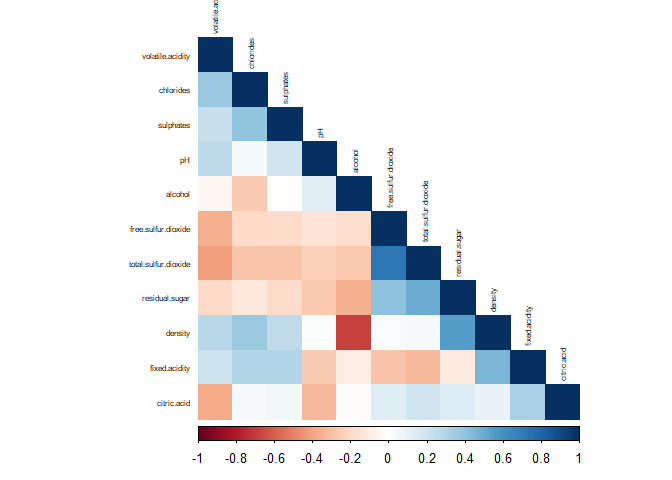 volatile.ac
volatile.acidity
chlorides
chlorides
sulphates
sulphates
pH
pH
alcohol
alcohol
free.sulfur.dioxide
free.sulfur.dioxide
total.sulfur.dioxide
total.sulfur.dioxide
residual.sugar
residual.sugar
density
density
fixed.acidity
fixed.acidity
citric.acid
citric.acid
-1 -0.8 -0.6 -0.4 -0.2 0 0.2 0.4 0.6 0.8 1